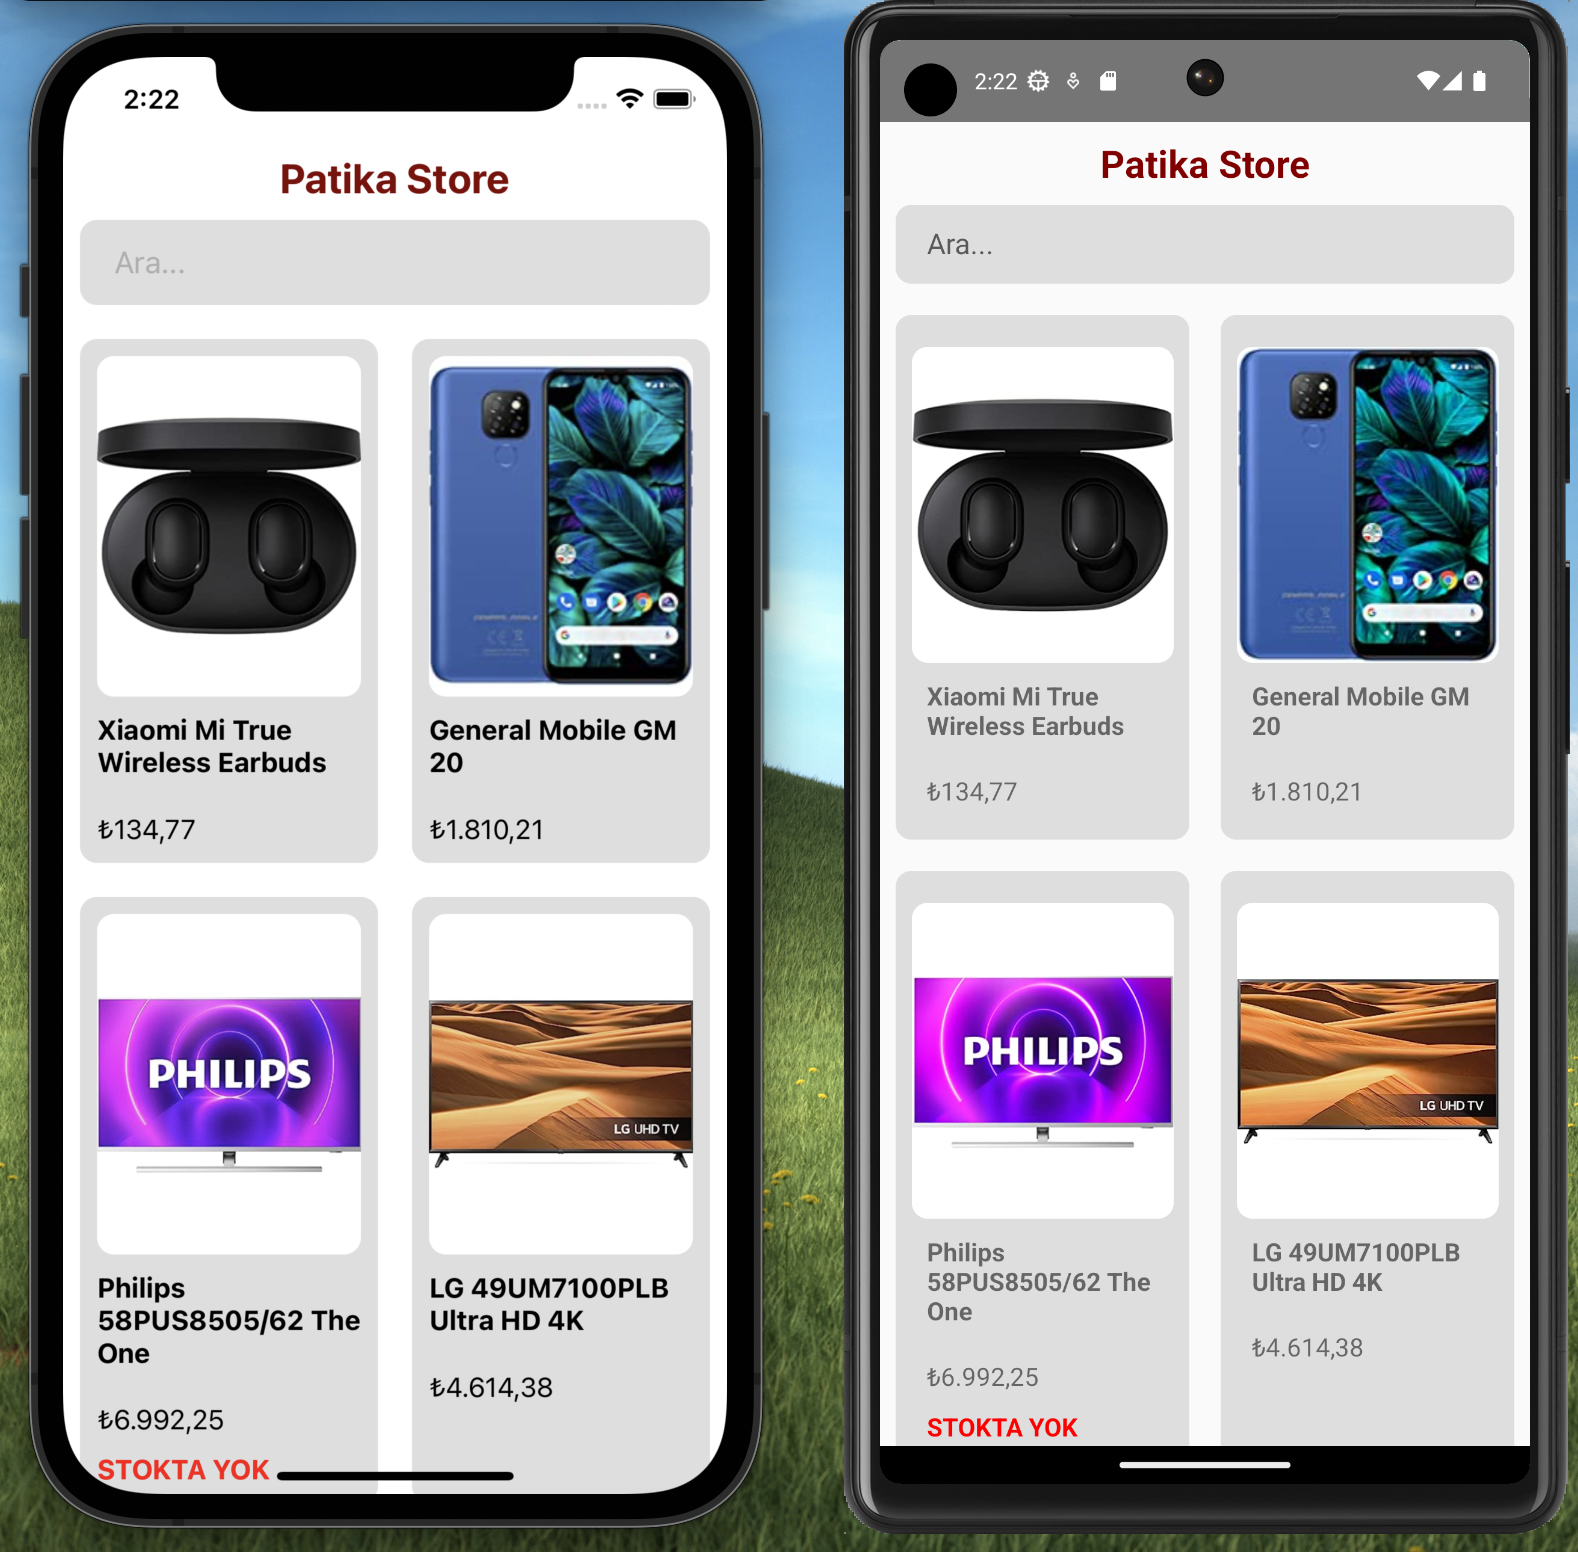 2:22
Patika Store
Ara...
Xiaomi Mi True
Wireless Earbuds
₺134,77
General Mobile GM
20
₺1.810,21
PHILIPS
LG UHD TV
Philips
58PUS8505/62 The
One
₺6.992,25
STOKTA YOK
LG 49UM7100PLB
Ultra HD 4K
₺4.614,38
2:22
Patika Store
Ara...
Xiaomi Mi True
Wireless Earbuds
₺134,77
General Mobile GM
20
₺1.810,21
PHILIPS
LG UHD TV
Philips
58PUS8505/62 The
One
₺6.992,25
STOKTA YOK
LG 49UM7100PLB
Ultra HD 4K
₺4.614,38